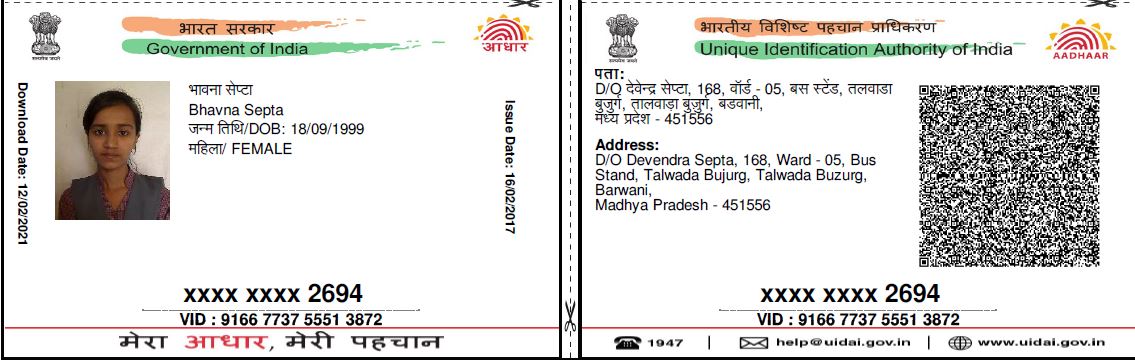 भारत सरकार
Government of India
आधार
सत्यमेव जयते
Download Date: 12/02/2021
भावना सेप्टा
Bhavna Septa
जन्म तिथि/DOB: 18/09/1999
महिला/ FEMALE
Issue Date: 16/02/2017
xxxx xxxx 2694
VID : 9166 7737 5551 3872
मेरा आधार, मेरी पहचान
भारतीय विशिष्ट पहचान प्राधिकरण
Unique Identification Authority of India
सत्यमेव जयते
AADHAAR
पता:
D/O देवेन्द्र सेप्टा, 168, वॉर्ड - 05, बस स्टेंड, तलवाडा
बुजुर्ग, तालवाड़ा बुजुर्ग, बडवानी,
मध्य प्रदेश - 451556
Address:
D/O Devendra Septa, 168, Ward - 05, Bus
Stand, Talwada Bujurg, Talwada Buzurg,
Barwani,
Madhya Pradesh - 451556
xxxx xxxx 2694
VID : 9166 7737 5551 3872
1947 | help@uidai.gov.in | www.uidai.gov.in